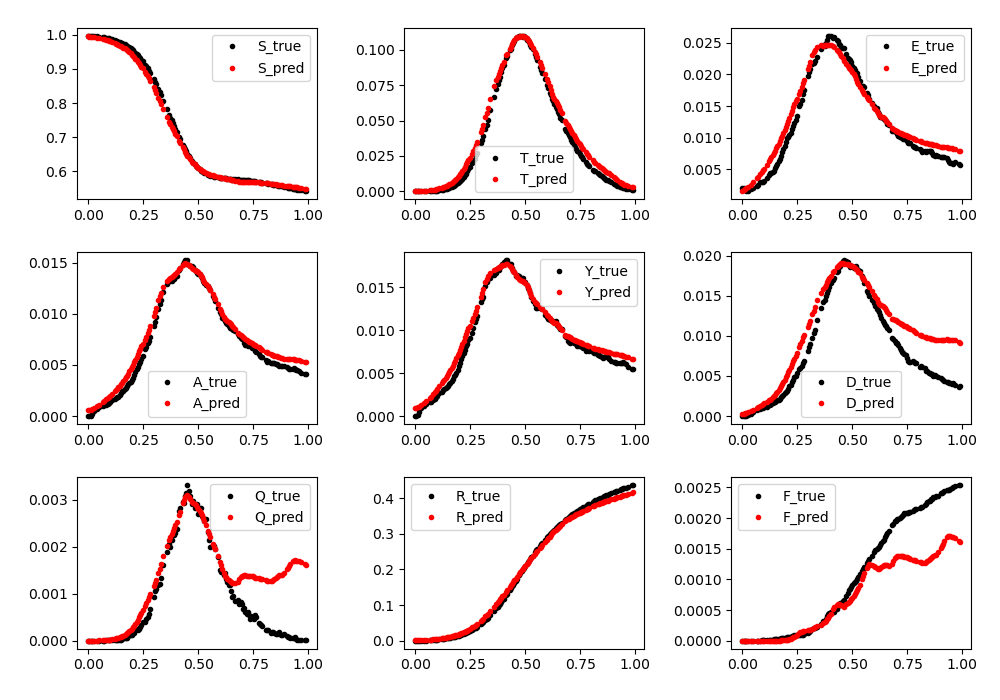 1.0
0.9
0.8
0.7
0.6
S_true
S_pred
0.00 0.25 0.50 0.75 1.00
0.100
0.075
0.050
0.025
0.000
T_true
T_pred
0.00 0.25 0.50 0.75 1.00
0.025
0.020
0.015
0.010
0.005
E_true
E_pred
0.00 0.25 0.50 0.75 1.00
0.015
0.010
0.005
0.000
A_true
A_pred
0.00 0.25 0.50 0.75 1.00
0.015
0.010
0.005
0.000
Y_true
Y_pred
0.00 0.25 0.50 0.75 1.00
0.020
0.015
0.010
0.005
0.000
D_true
D_pred
0.00 0.25 0.50 0.75 1.00
0.003
0.002
0.001
0.000
Q_true
Q_pred
0.00 0.25 0.50 0.75 1.00
0.4
0.3
0.2
0.1
0.0
R_true
R_pred
0.00 0.25 0.50 0.75 1.00
0.0025
0.0020
0.0015
0.0010
0.0005
0.0000
F_true
F_pred
0.00 0.25 0.50 0.75 1.00